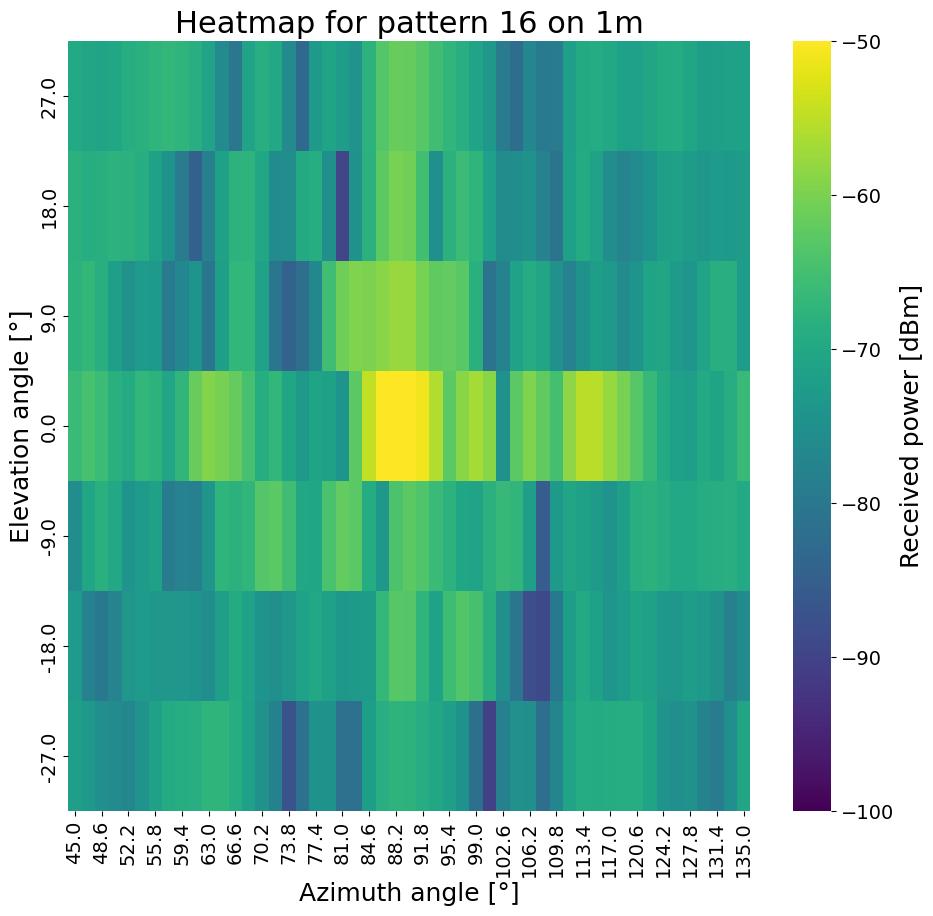 Heatmap for pattern 16 on 1m
Elevation angle [°]
27.0
18.0
9.0
0.0
-9.0
-18.0
-27.0
45.0 48.6 52.2 55.8 59.4 63.0 66.6 70.2 73.8 77.4 81.0 84.6 88.2 91.8 95.4 99.0 102.6 106.2 109.8 113.4 117.0 120.6 124.2 127.8 131.4 135.0
Azimuth angle [°]
−50
−60
−70
−80
−90
−100
Received power [dBm]